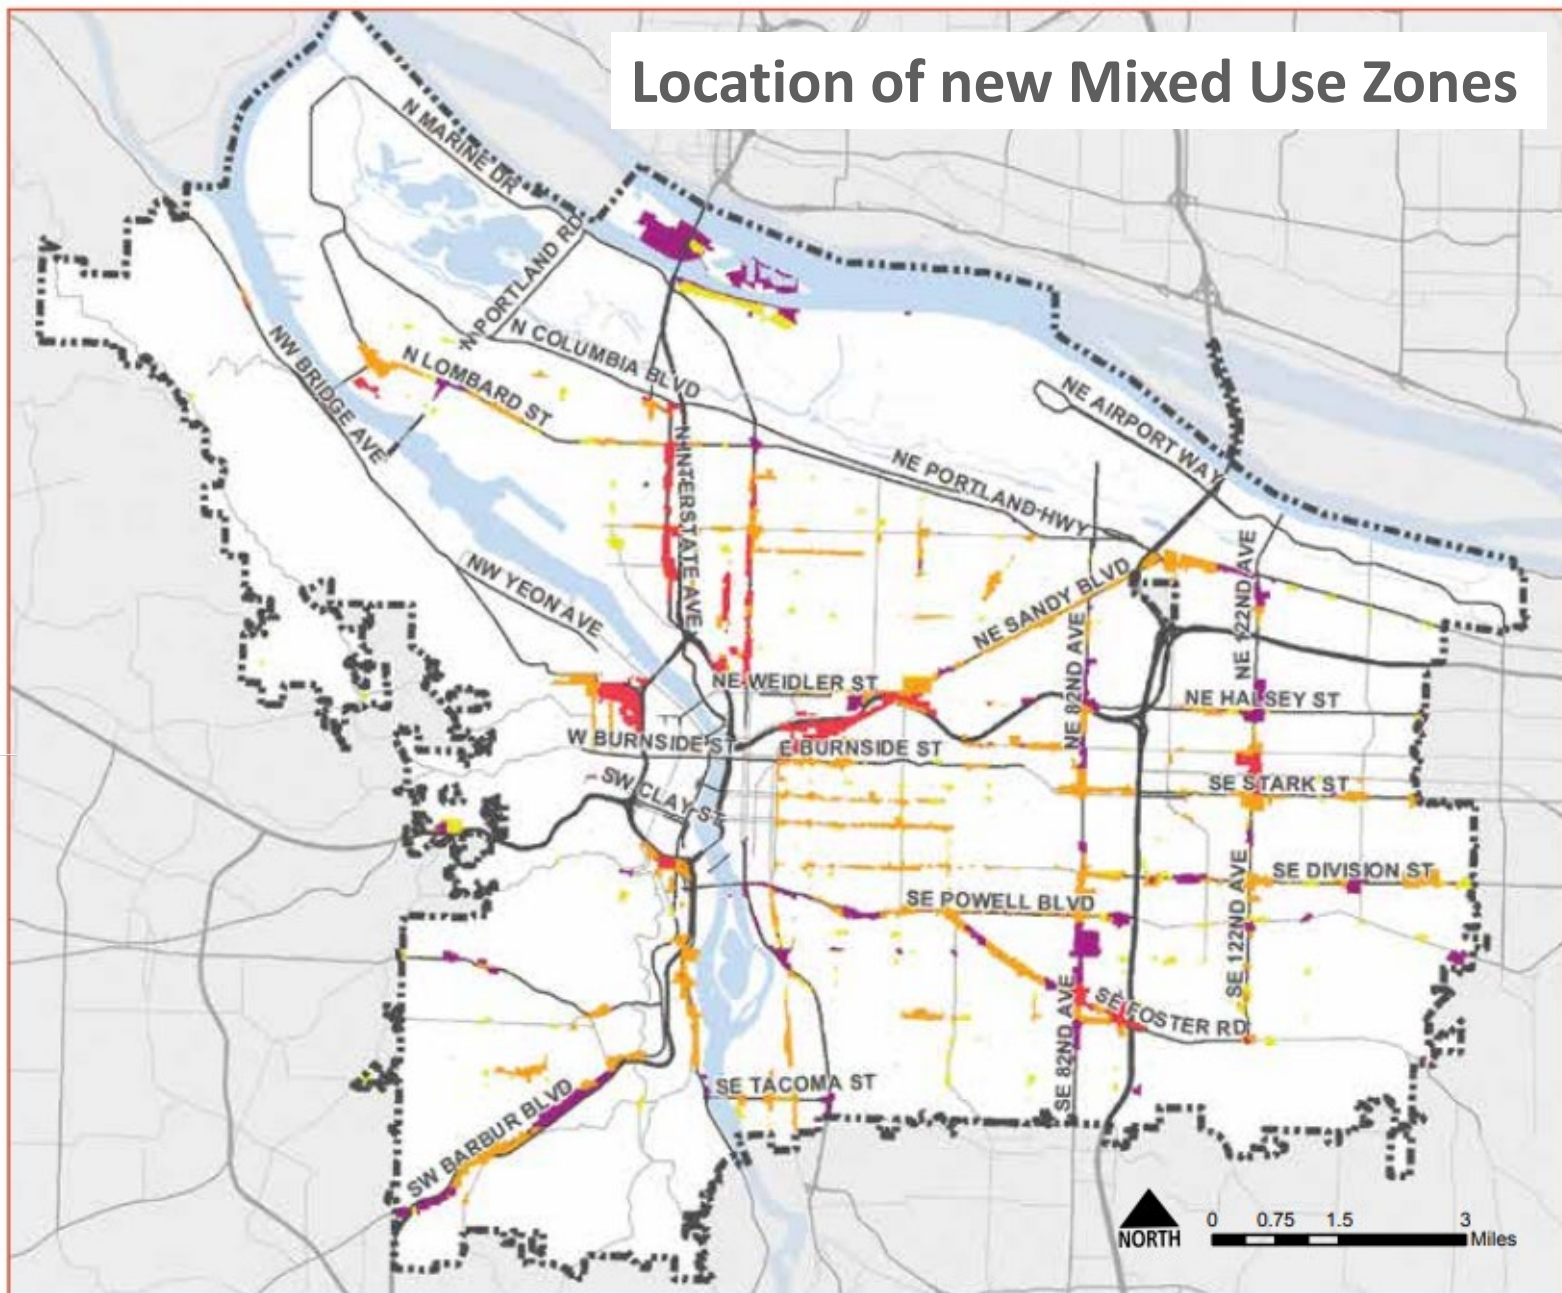 Location of new Mixed Use Zones
N MARINE DR
N PORTLAND RD
N COLUMBIA BLVD
N LOMBARD ST
NW BRIDGE AVE
NE AIRPORT WAY
N INTERSTATE AVE
NE PORTLAND HWY
NW YEON AVE
NE SANDY BLVD
NE 122ND AVE
NE 82ND AVE
NE WEIDLER ST
NE HALSEY ST
W BURNSIDE ST
E BURNSIDE ST
SW CLAY ST
SE STARK ST
SE DIVISION ST
SE POWELL BLVD
SE 122ND AVE
SE 82ND AVE
SE FOSTER RD
SE TACOMA ST
SW BARBUR BLVD
NORTH
0 0.75 1.5 3
Miles